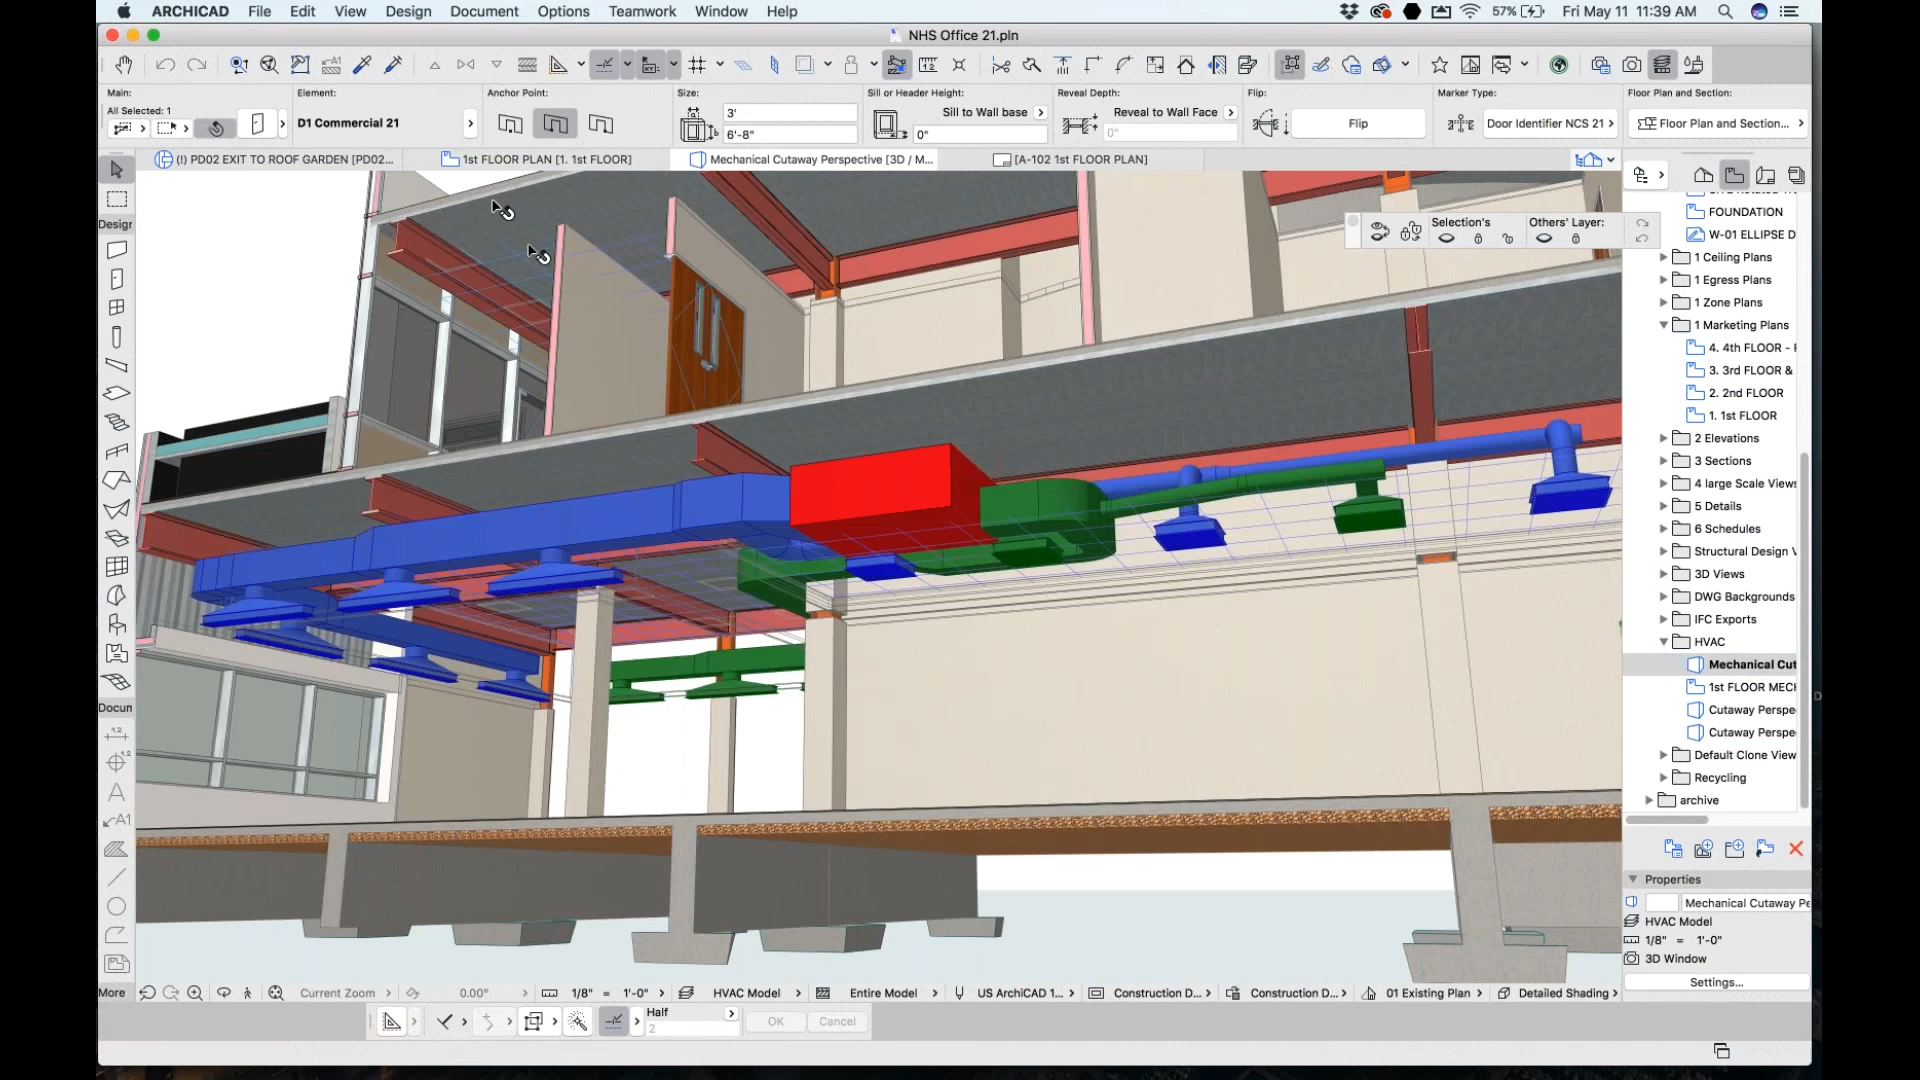 ARCHICAD File Edit View Design Document Options Teamwork Window Help 57% Fri May 11 11:39 AM
NHS Office 21.pln
Main: Element: Anchor Point: Size: Sill or Header Height: Reveal Depth: Flip: Marker Type: Floor Plan and Section:
All Selected: 1
D1 Commercial 21
3'
6'-8"
Sill to Wall base
0"
Reveal to Wall Face
0"
Flip
Door Identifier NCS 21
Floor Plan and Section...
(!) PD02 EXIT TO ROOF GARDEN [PD02...
1st FLOOR PLAN [1. 1st FLOOR]
Mechanical Cutaway Perspective [3D / M...
[A-102 1st FLOOR PLAN]
Design
Docun
More
Selection's
Others' Layer:
FOUNDATION
W-01 ELLIPSE D
1 Ceiling Plans
1 Egress Plans
1 Zone Plans
1 Marketing Plans
4. 4th FLOOR -
3. 3rd FLOOR &
2. 2nd FLOOR
1. 1st FLOOR
2 Elevations
3 Sections
4 large Scale Views
5 Details
6 Schedules
Structural Design V
3D Views
DWG Backgrounds
IFC Exports
HVAC
Mechanical Cut
1st FLOOR MECH
Cutaway Perspe
Cutaway Perspe
Default Clone View
Recycling
archive
Properties
Mechanical Cutaway Pe
HVAC Model
1/8" = 1'-0"
3D Window
Settings...
Current Zoom 0.00° 1/8" = 1'-0" HVAC Model Entire Model US ArchiCAD 1... Construction D... Construction D... 01 Existing Plan Detailed Shading
Half
2
OK Cancel